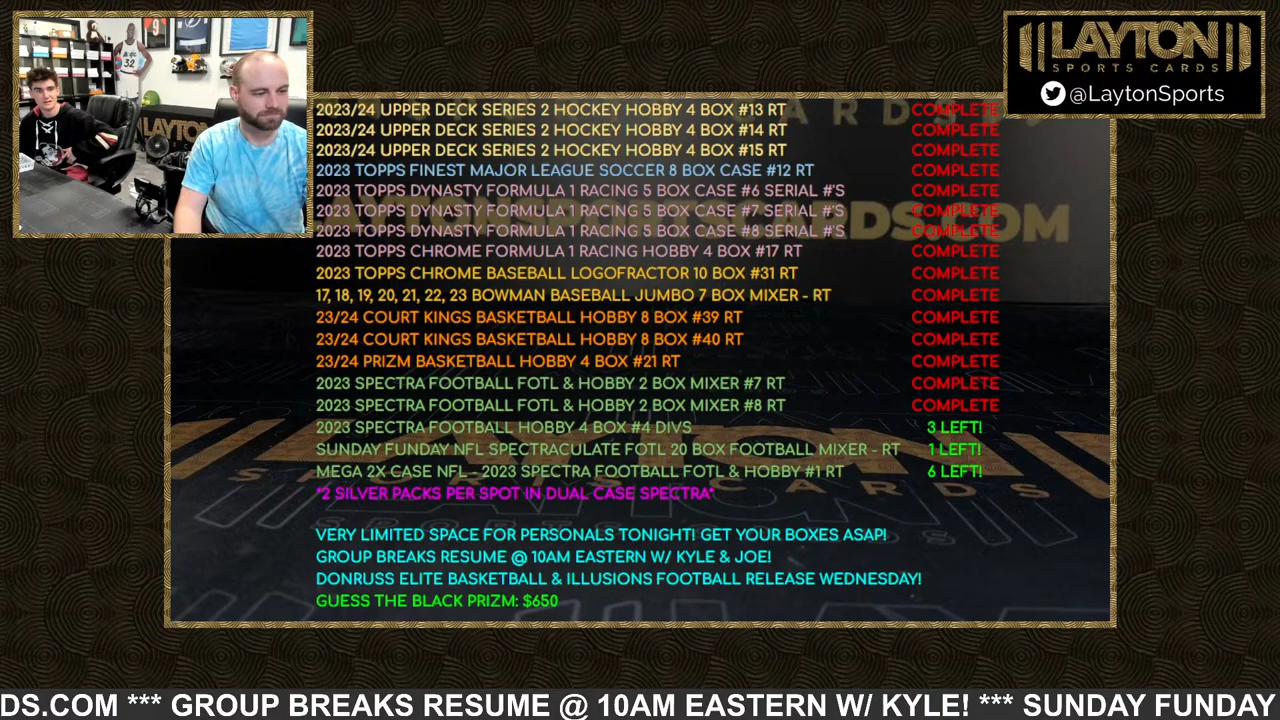 LAYTON
SPORTS CARDS
@LaytonSports
2023/24 UPPER DECK SERIES 2 HOCKEY HOBBY 4 BOX #13 RT COMPLETE
2023/24 UPPER DECK SERIES 2 HOCKEY HOBBY 4 BOX #14 RT COMPLETE
2023/24 UPPER DECK SERIES 2 HOCKEY HOBBY 4 BOX #15 RT COMPLETE
2023 TOPPS FINEST MAJOR LEAGUE SOCCER 8 BOX CASE #12 RT COMPLETE
2023 TOPPS DYNASTY FORMULA 1 RACING 5 BOX CASE #6 SERIAL #'S COMPLETE
2023 TOPPS DYNASTY FORMULA 1 RACING 5 BOX CASE #7 SERIAL #'S COMPLETE
2023 TOPPS DYNASTY FORMULA 1 RACING 5 BOX CASE #8 SERIAL #'S COMPLETE
2023 TOPPS CHROME FORMULA 1 RACING HOBBY 4 BOX #17 RT COMPLETE
2023 TOPPS CHROME BASEBALL LOGOFRACTOR 10 BOX #31 RT COMPLETE
17, 18, 19, 20, 21, 22, 23 BOWMAN BASEBALL JUMBO 7 BOX MIXER - RT COMPLETE
23/24 COURT KINGS BASKETBALL HOBBY 8 BOX #39 RT COMPLETE
23/24 COURT KINGS BASKETBALL HOBBY 8 BOX #40 RT COMPLETE
23/24 PRIZM BASKETBALL HOBBY 4 BOX #21 RT COMPLETE
2023 SPECTRA FOOTBALL FOTL & HOBBY 2 BOX MIXER #7 RT COMPLETE
2023 SPECTRA FOOTBALL FOTL & HOBBY 2 BOX MIXER #8 RT COMPLETE
2023 SPECTRA FOOTBALL HOBBY 4 BOX #4 DIVS 3 LEFT!
SUNDAY FUNDAY NFL SPECTRACULATE FOTL 20 BOX FOOTBALL MIXER - RT 1 LEFT!
MEGA 2X CASE NFL - 2023 SPECTRA FOOTBALL FOTL & HOBBY #1 RT 6 LEFT!
*2 SILVER PACKS PER SPOT IN DUAL CASE SPECTRA*
VERY LIMITED SPACE FOR PERSONALS TONIGHT! GET YOUR BOXES ASAP!
GROUP BREAKS RESUME @ 10AM EASTERN W/ KYLE & JOE!
DONRUSS ELITE BASKETBALL & ILLUSIONS FOOTBALL RELEASE WEDNESDAY!
GUESS THE BLACK PRIZM: $650
DS.COM *** GROUP BREAKS RESUME @ 10AM EASTERN W/ KYLE! *** SUNDAY FUNDAY